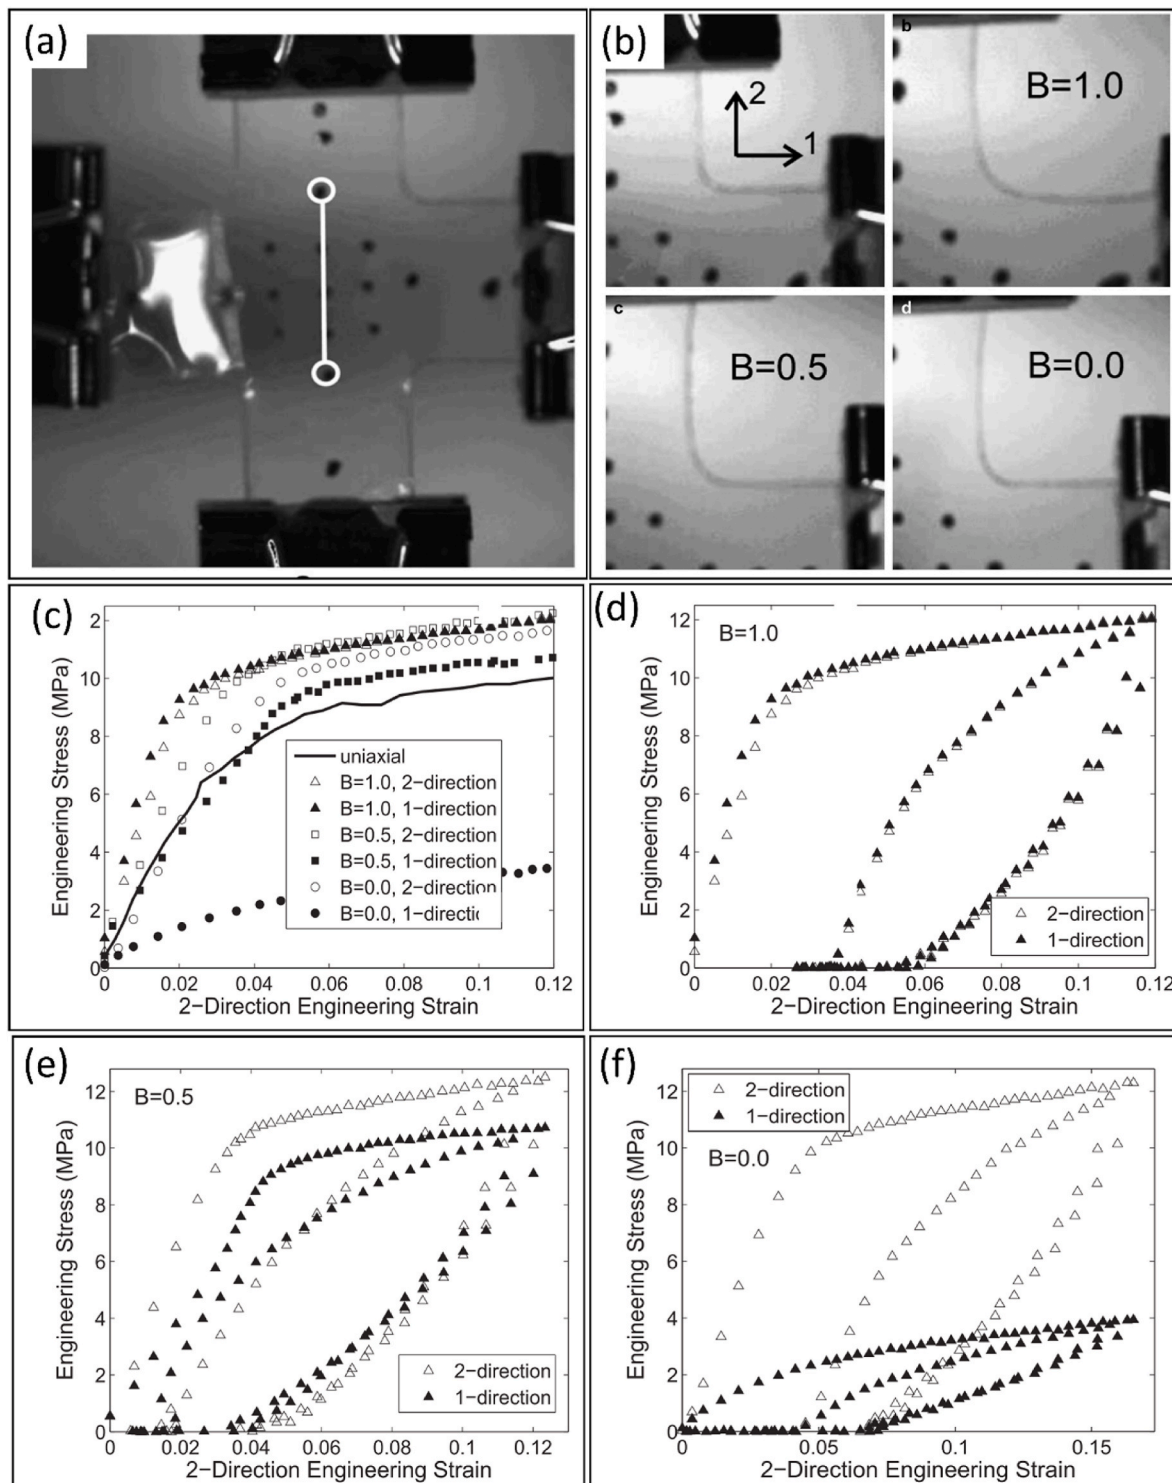 (a)
(b)
2
1
b
B=1.0
c
B=0.5
d
B=0.0
(c)
Engineering Stress (MPa)
2
10
8
6
4
2
0
uniaxial
B=1.0, 2-direction
B=1.0, 1-direction
B=0.5, 2-direction
B=0.5, 1-direction
B=0.0, 2-direction
B=0.0, 1-directic
0 0.02 0.04 0.06 0.08 0.1 0.12
2-Direction Engineering Strain
(d)
Engineering Stress (MPa)
12
10
8
6
4
2
0
B=1.0
2-direction
1-direction
0 0.02 0.04 0.06 0.08 0.1 0.12
2-Direction Engineering Strain
(e)
Engineering Stress (MPa)
12
10
8
6
4
2
0
B=0.5
2-direction
1-direction
0 0.02 0.04 0.06 0.08 0.1 0.12
2-Direction Engineering Strain
(f)
Engineering Stress (MPa)
12
10
8
6
4
2
0
2-direction
1-direction
B=0.0
0 0.05 0.1 0.15
2-Direction Engineering Strain